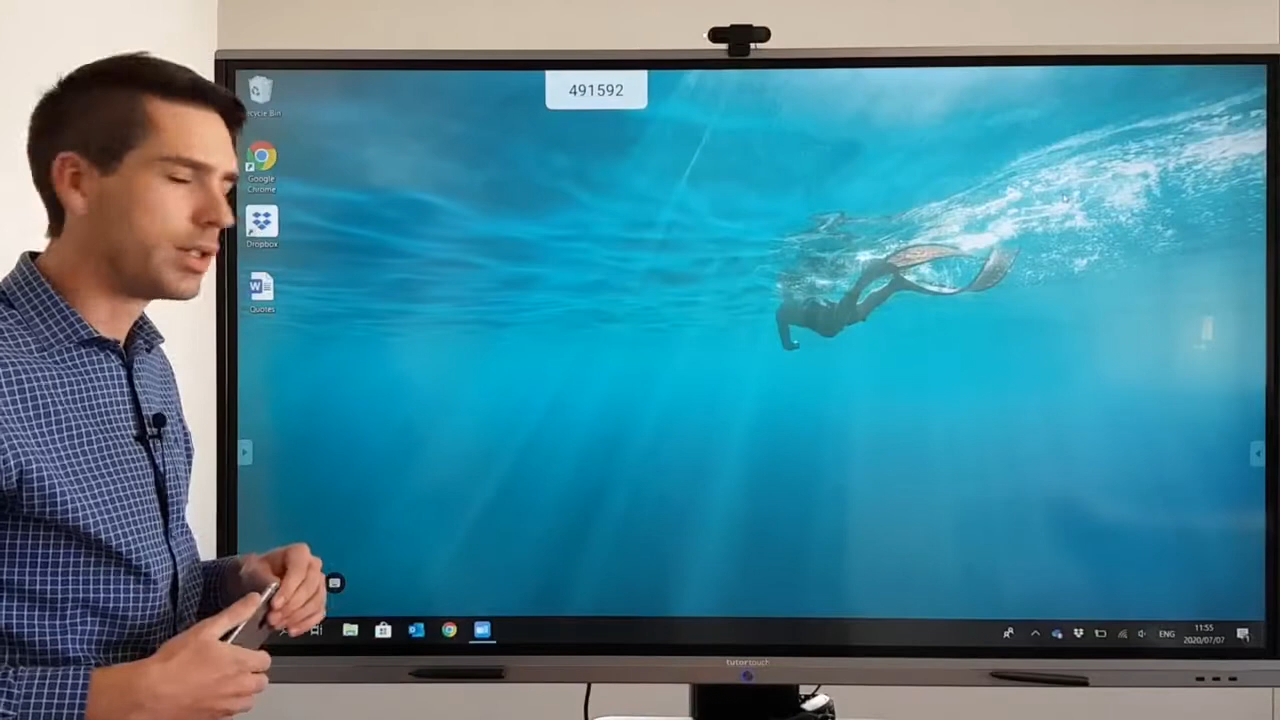 491592
ecycle Bin
Google
Chrome
Dropbox
W
Quotes
ENG
11:55
2020/07/07
tutortouch